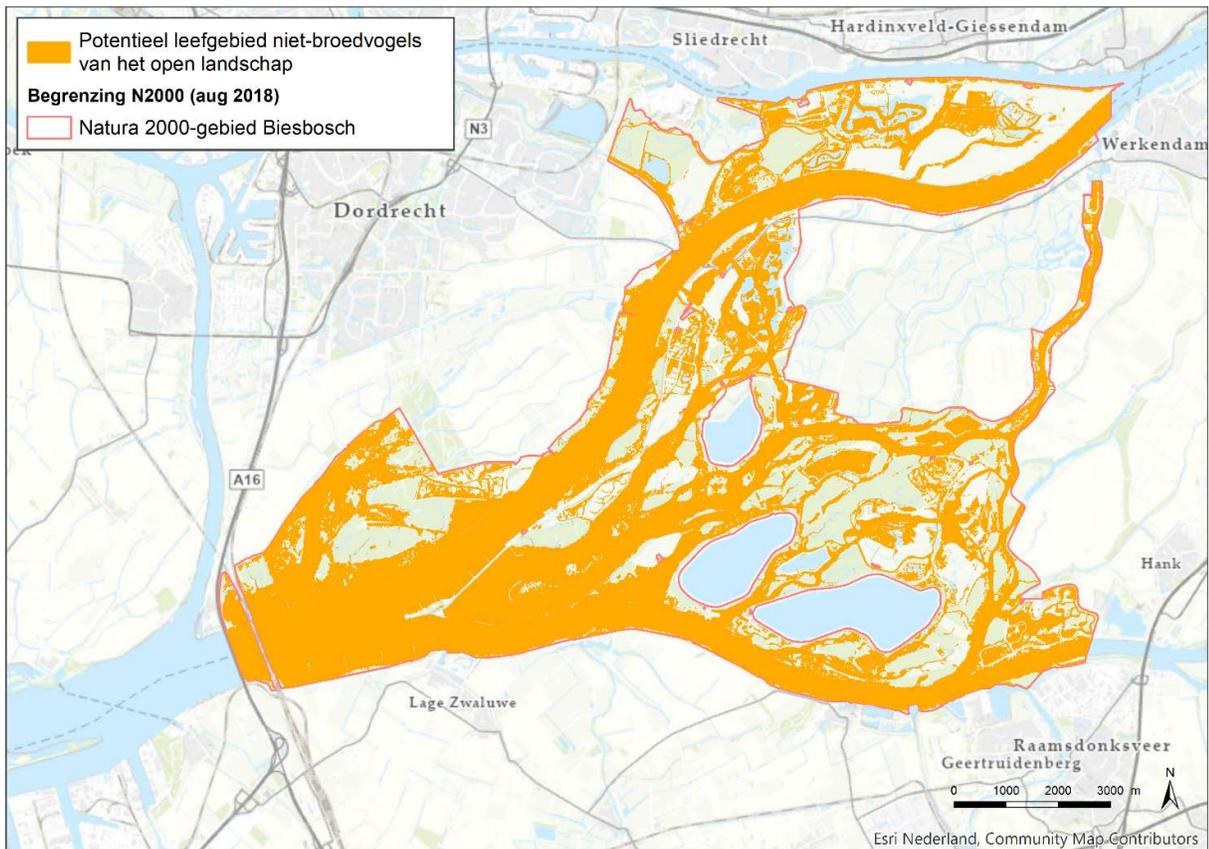 Potentieel leefgebied niet-broedvogels
van het open landschap
Begrenzing N2000 (aug 2018)
Natura 2000-gebied Biesbosch
Sliedrecht
Hardinxveld-Giessendam
N3
Werkendam
Dordrecht
A16
Hank
Lage Zwaluwe
Raamsdonksveer
Geertruidenberg
N
0 1000 2000 3000 m
Esri Nederland, Community Map Contributors